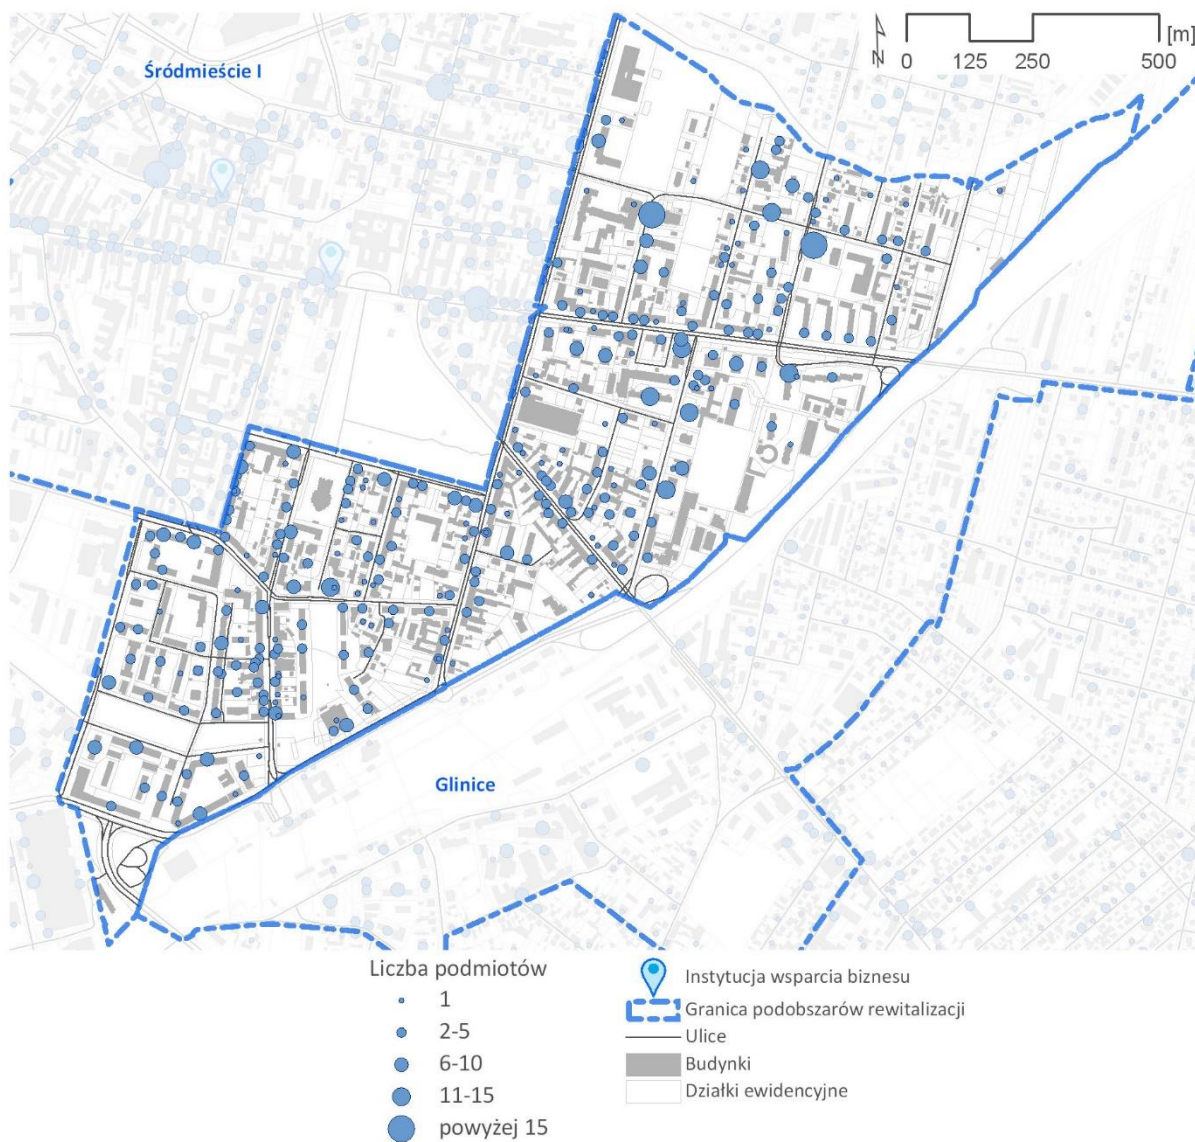 Śródmieście I
N
0 125 250 500 [m]
Glinice
Liczba podmiotów
1
2-5
6-10
11-15
powyżej 15
Instytucja wsparcia biznesu
Granica podobszarów rewitalizacji
Ulice
Budynki
Działki ewidencyjne